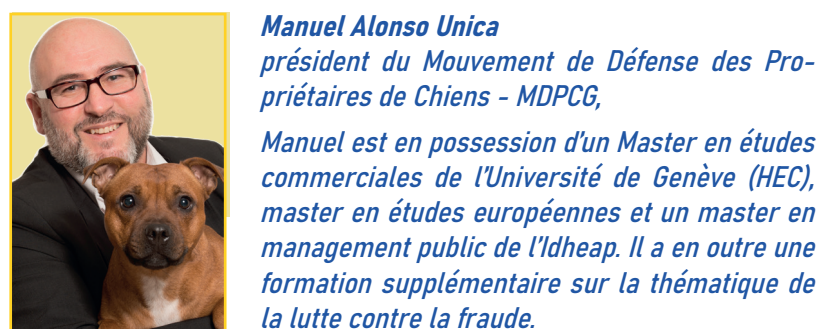 Manuel Alonso Unica
président du Mouvement de Défense des Pro-
priétaires de Chiens - MDPCG,
Manuel est en possession d'un Master en études
commerciales de l'Université de Genève (HEC),
master en études européennes et un master en
management public de l'Idheap. Il a en outre une
formation supplémentaire sur la thématique de
la lutte contre la fraude.